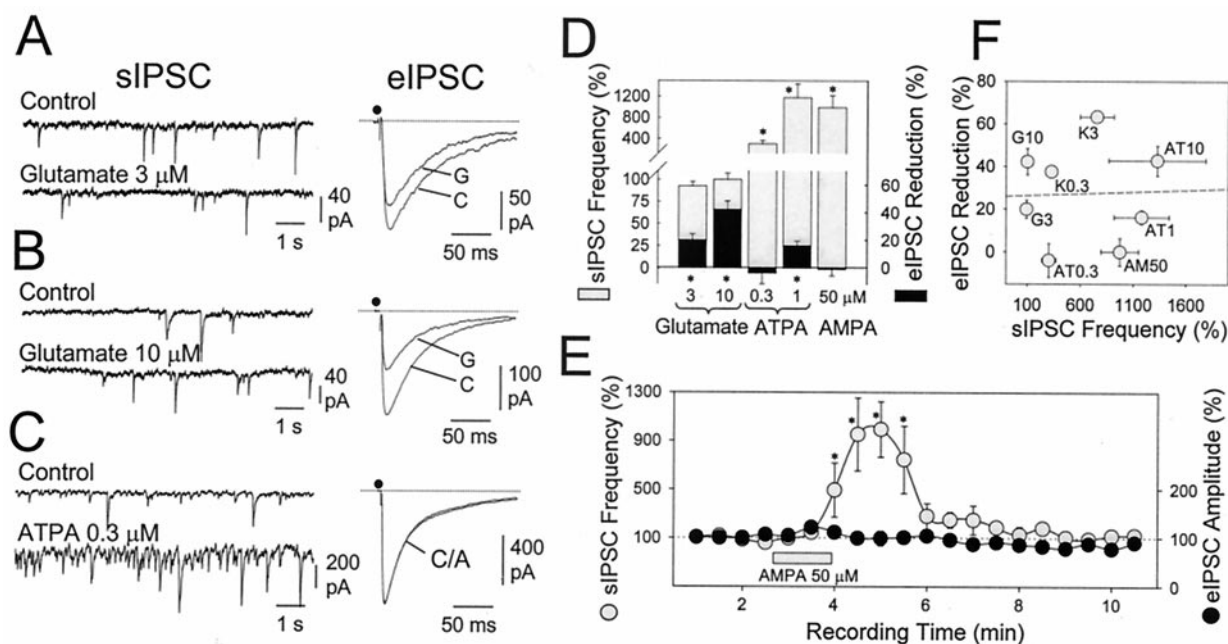 A
sIPSC
eIPSC
Control
Glutamate 3 μM
40
pA
1 s
G
C
50
pA
50 ms
B
Control
Glutamate 10 μM
40
pA
1 s
G
C
100
pA
50 ms
C
Control
ATPA 0.3 μM
200
pA
1 s
C/A
400
pA
50 ms
D
sIPSC Frequency (%)
1200
800
400
100
75
50
25
0
* * *
60
40
20
0
eIPSC Reduction (%)
* * *
3 10 0.3 1 50 μM
Glutamate ATPA AMPA
F
eIPSC Reduction (%)
80
60
40
20
0
G10
K3
AT10
K0.3
G3
AT1
AT0.3
AM50
100 600 1100 1600
sIPSC Frequency (%)
E
sIPSC Frequency (%)
1300
900
500
100
* * * *
AMPA 50 μM
200
100
0
eIPSC Amplitude (%)
2 4 6 8 10
Recording Time (min)